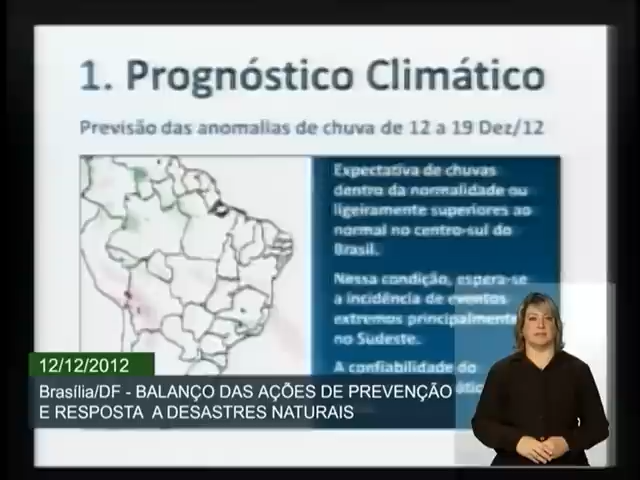 1. Prognóstico Climático
Previsão das anomalias de chuva de 12 a 19 Dez/12
Expectativa de chuvas
dentro da normalidade ou
ligeiramente superiores ao
normal no centro-sul do
Brasil.
Nessa condição, espera-se
a incidência de eventos
extremos principalmente
no Sudeste.
A confiabilidade do
12/12/2012
Brasília/DF - BALANÇO DAS AÇÕES DE PREVENÇÃO
E RESPOSTA A DESASTRES NATURAIS